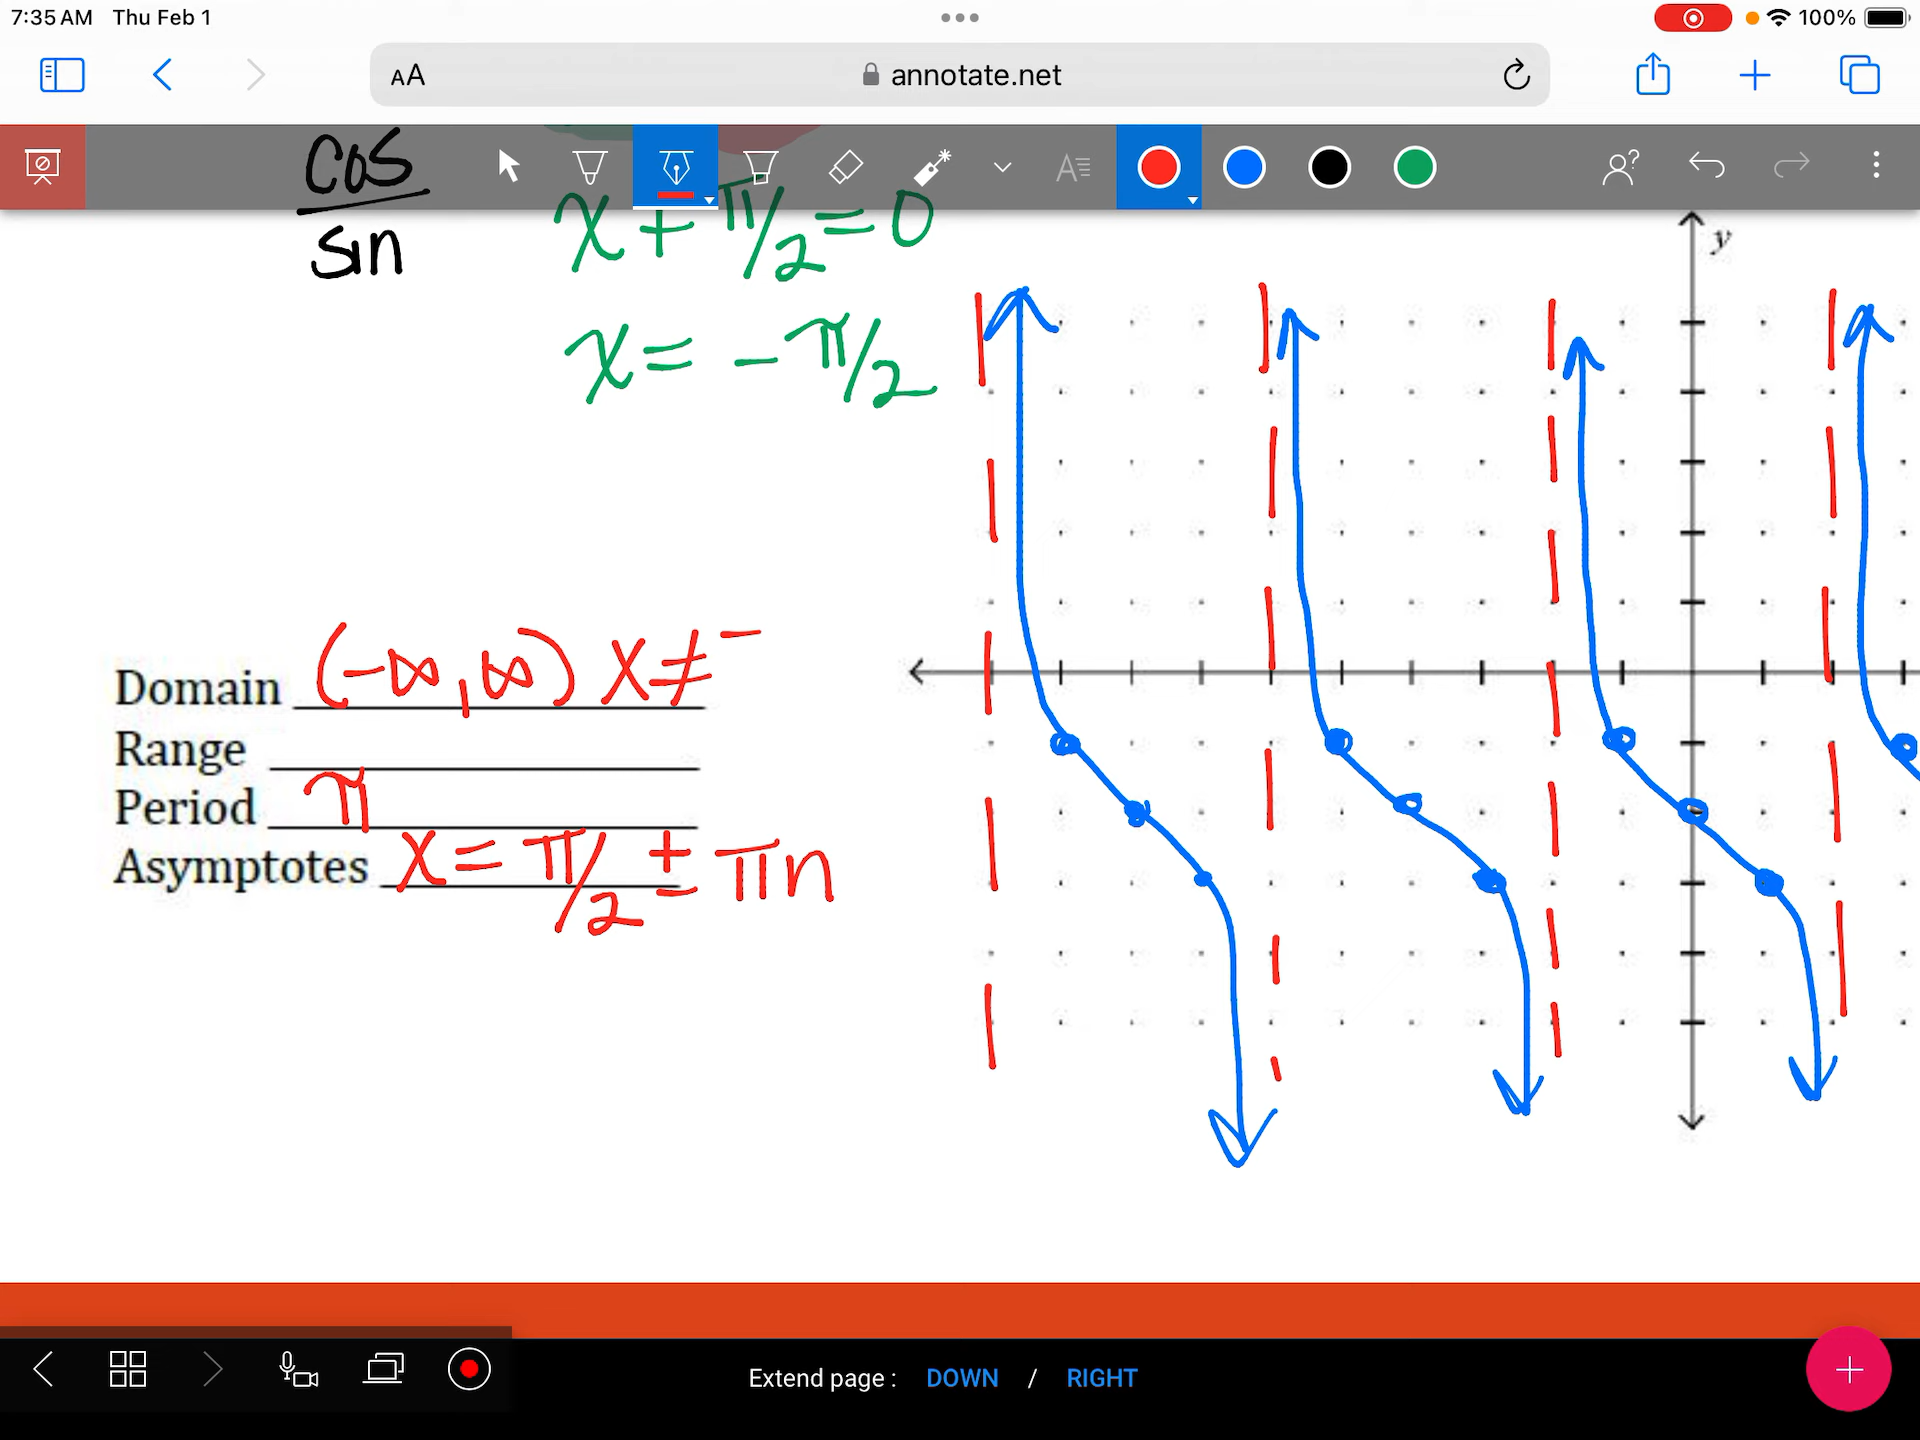 7:35 AM Thu Feb 1
100%
AA
annotate.net
cos
sin
x + π/2 = 0
x = - π/2
y
Domain (-∞, ∞) x ≠ -
Range
Period π
Asymptotes x = π/2 ± πn
Extend page : DOWN / RIGHT